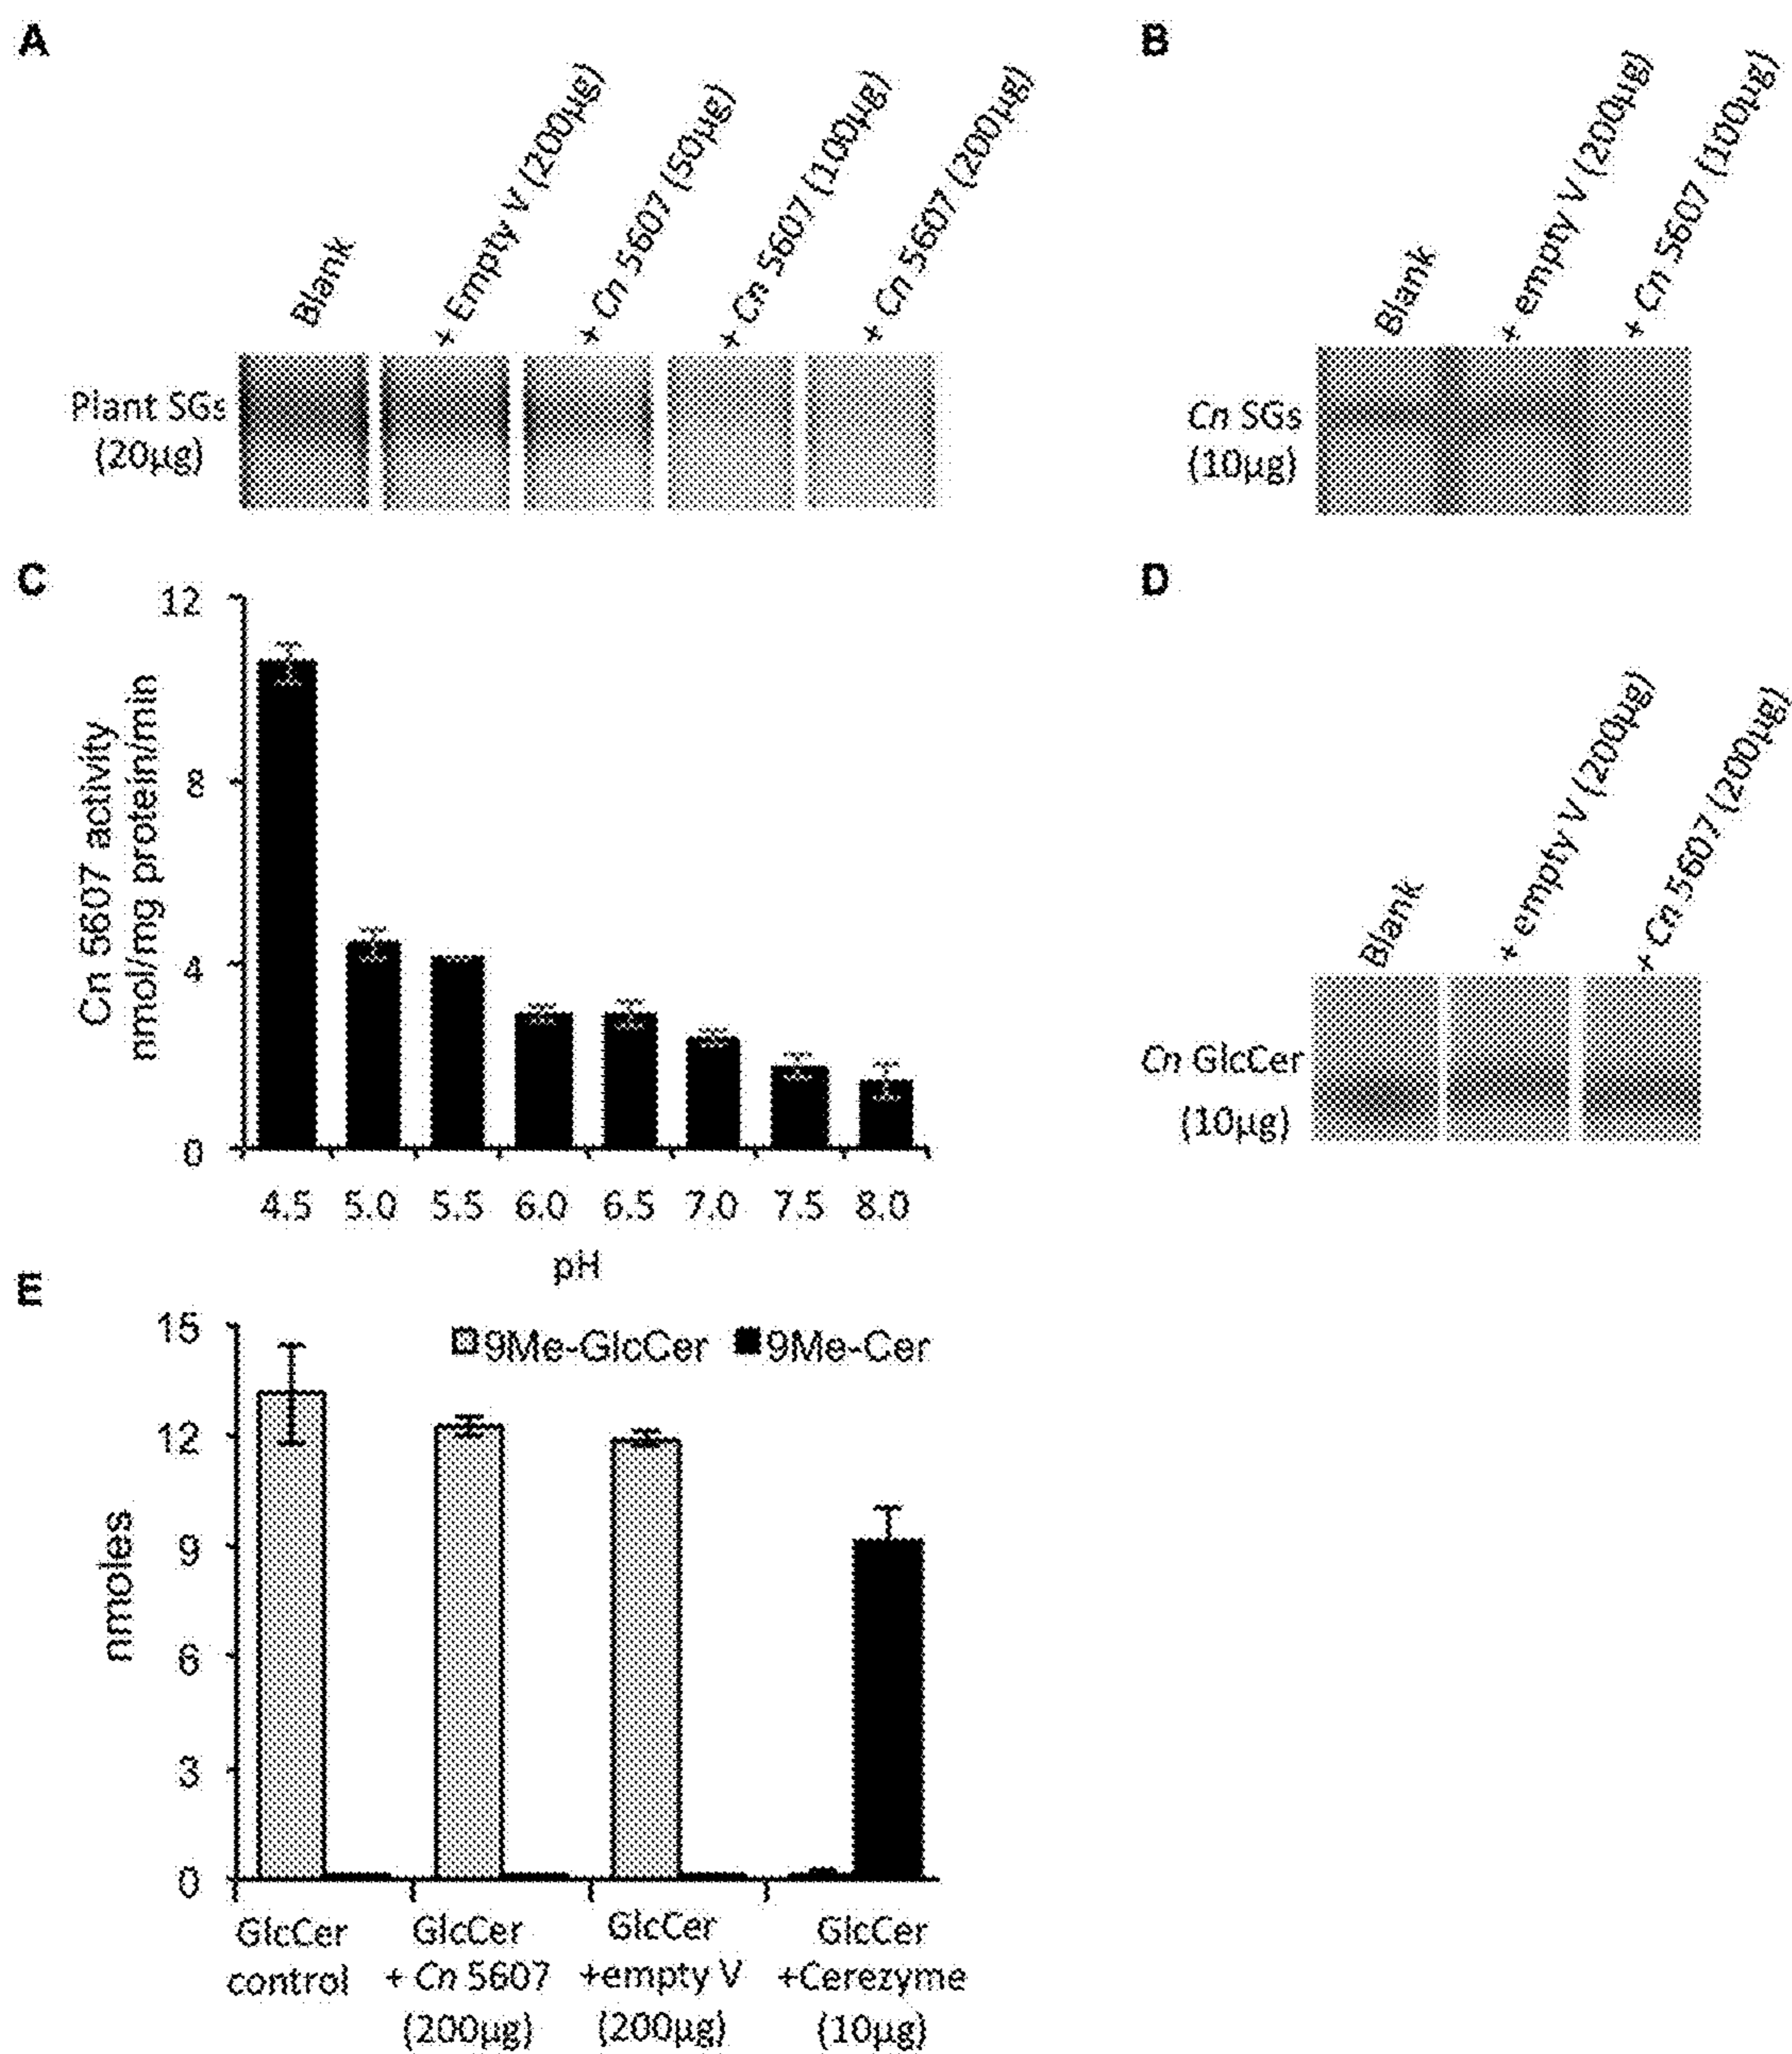 A
Blank
+ Empty V (200µg)
+ Cn 5607 (50µg)
+ Cn 5607 (100µg)
+ Cn 5607 (200µg)
Plant SGs
(20µg)
B
Blank
+ empty V (200µg)
+ Cn 5607 (100µg)
Cn SGs
(10µg)
C
Cn 5607 activity
nmol/mg protein/min
12
8
4
0
4.5 5.0 5.5 6.0 6.5 7.0 7.5 8.0
pH
D
Blank
+ empty V (200µg)
+ Cn 5607 (200µg)
Cn GlcCer
(10µg)
E
9Me-GlcCer 9Me-Cer
nmoles
15
12
9
6
3
0
GlcCer
control
GlcCer
+ Cn 5607
(200µg)
GlcCer
+empty V
(200µg)
GlcCer
+Cerezyme
(10µg)